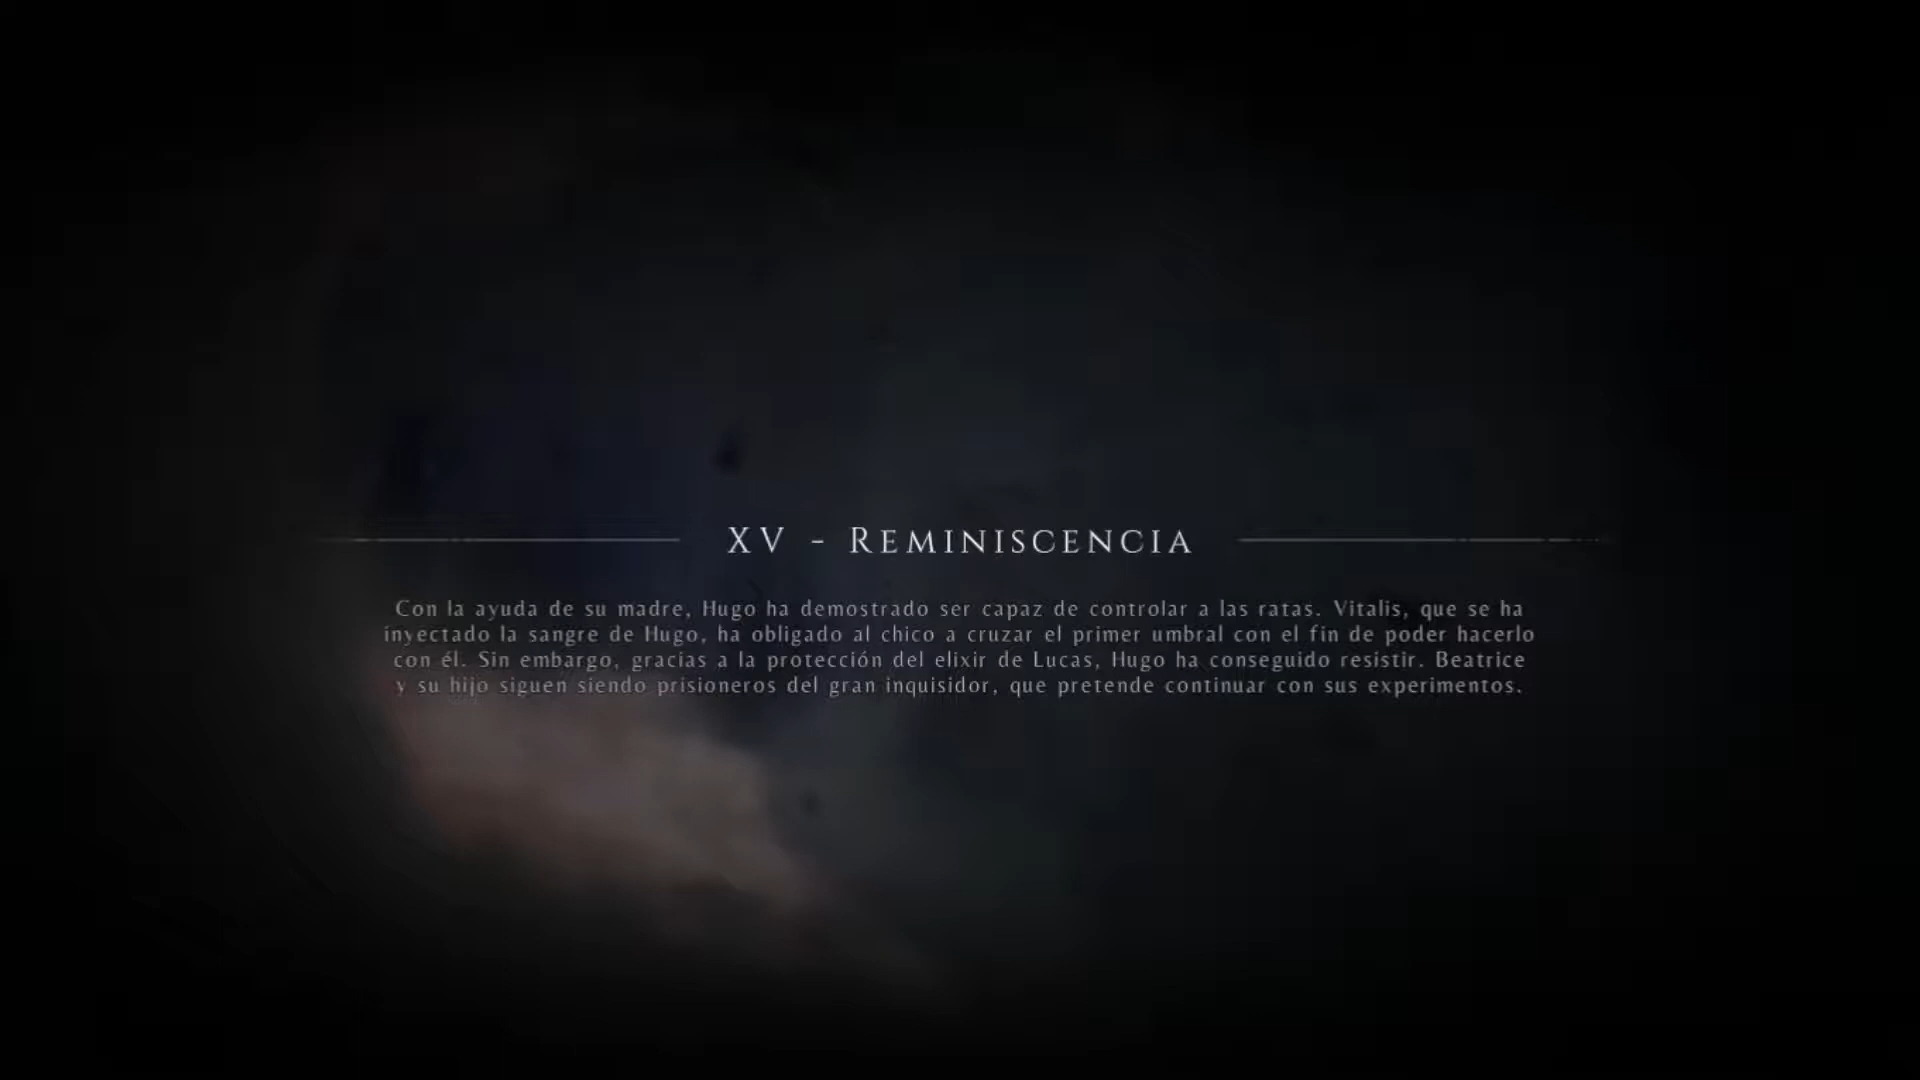 XV - Reminiscencia
Con la ayuda de su madre, Hugo ha demostrado ser capaz de controlar a las ratas. Vitalis, que se ha
inyectado la sangre de Hugo, ha obligado al chico a cruzar el primer umbral con el fin de poder hacerlo
con él. Sin embargo, gracias a la protección del elixir de Lucas, Hugo ha conseguido resistir. Beatrice
y su hijo siguen siendo prisioneros del gran inquisidor, que pretende continuar con sus experimentos.